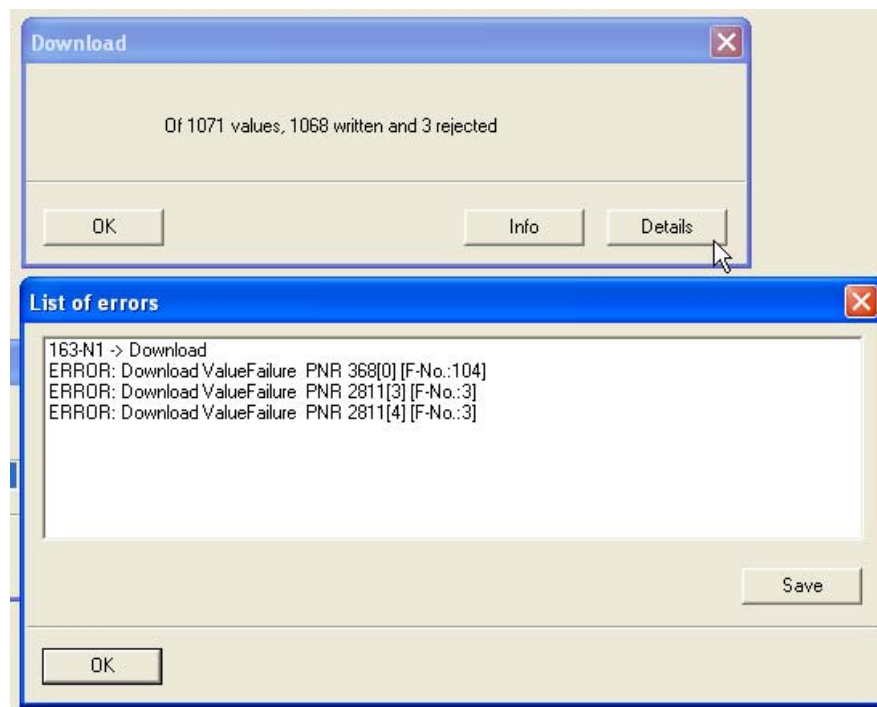 Download
Of 1071 values, 1068 written and 3 rejected
OK
Info
Details
List of errors
163-N1 -> Download
ERROR: Download ValueFailure PNR 368[0] [F-No.:104]
ERROR: Download ValueFailure PNR 2811[3] [F-No.:3]
ERROR: Download ValueFailure PNR 2811[4] [F-No.:3]
Save
OK